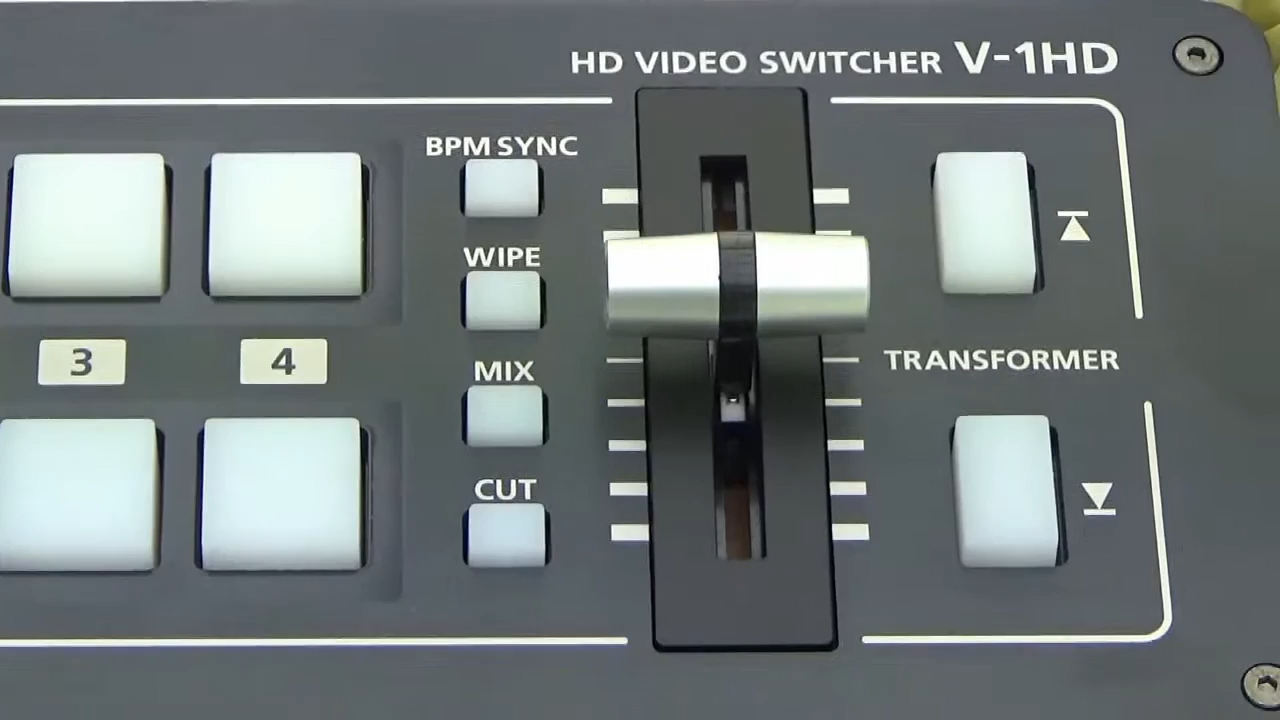 HD VIDEO SWITCHER V-1HD
BPM SYNC
WIPE
3
4
MIX
TRANSFORMER
CUT